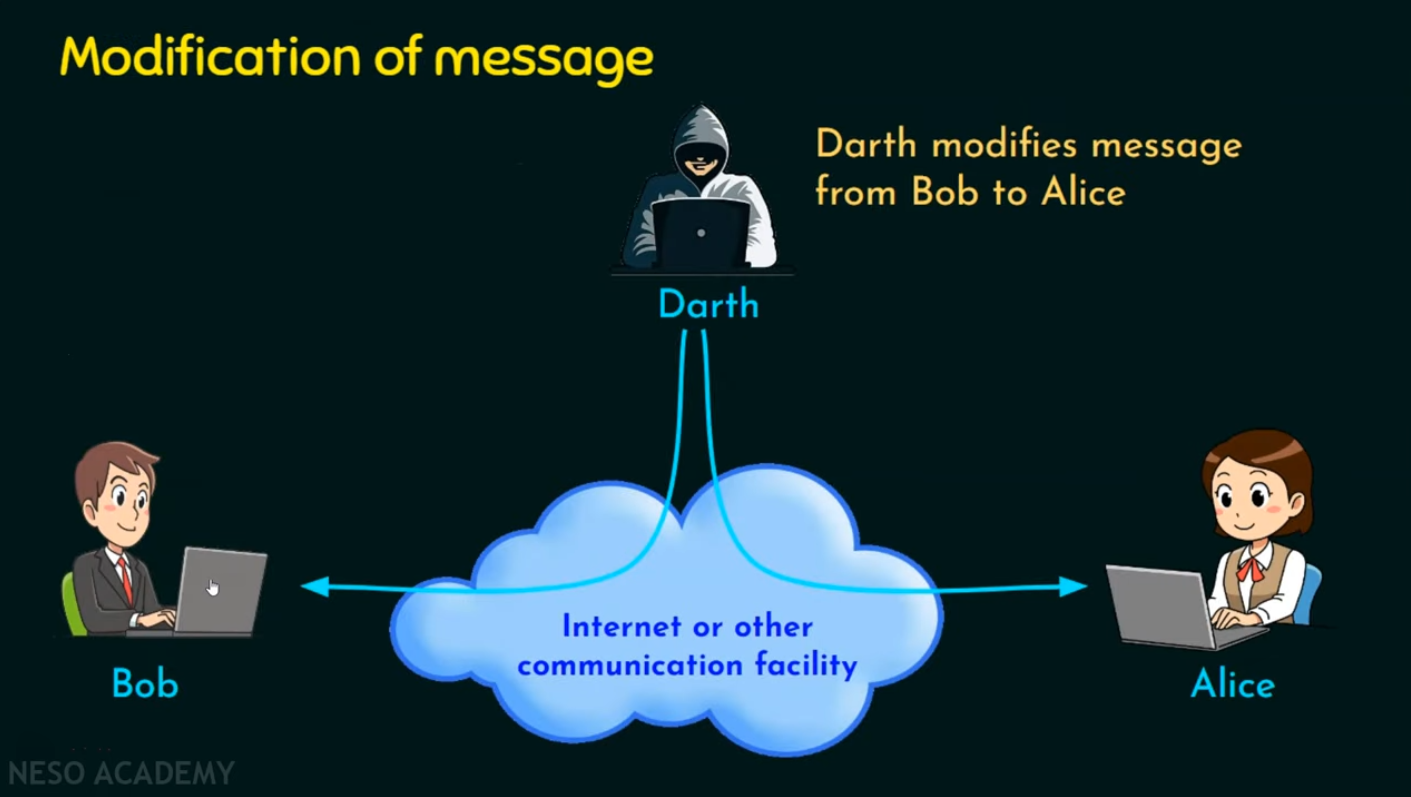 Modification of message
Darth modifies message
from Bob to Alice
Darth
Internet or other
communication facility
Bob
Alice
NESO ACADEMY